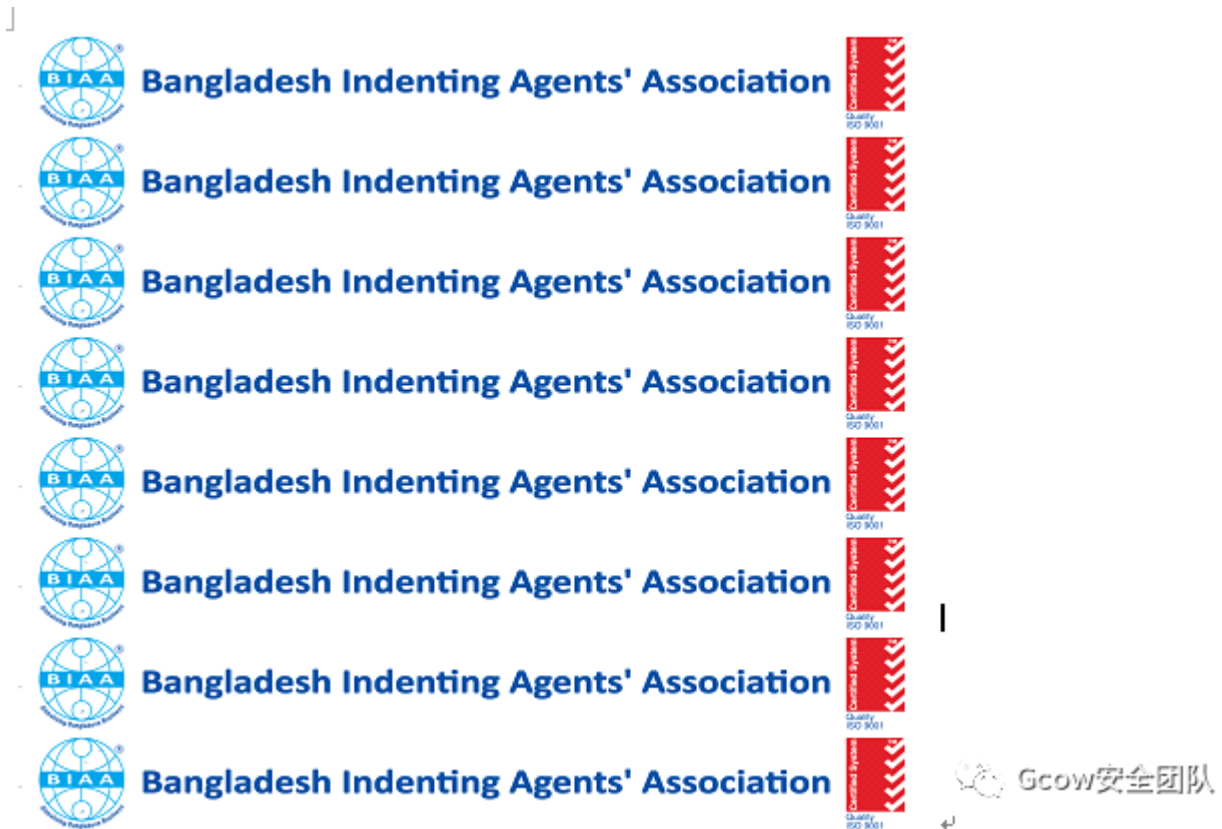 BIAA Bangladesh Indenting Agents' Association Certified System
Quality
ISO 9001
BIAA Bangladesh Indenting Agents' Association Certified System
Quality
ISO 9001
BIAA Bangladesh Indenting Agents' Association Certified System
Quality
ISO 9001
BIAA Bangladesh Indenting Agents' Association Certified System
Quality
ISO 9001
BIAA Bangladesh Indenting Agents' Association Certified System
Quality
ISO 9001
BIAA Bangladesh Indenting Agents' Association Certified System
Quality
ISO 9001
BIAA Bangladesh Indenting Agents' Association Certified System
Quality
ISO 9001
BIAA Bangladesh Indenting Agents' Association Certified System
Quality
ISO 9001
Gcow安全团队